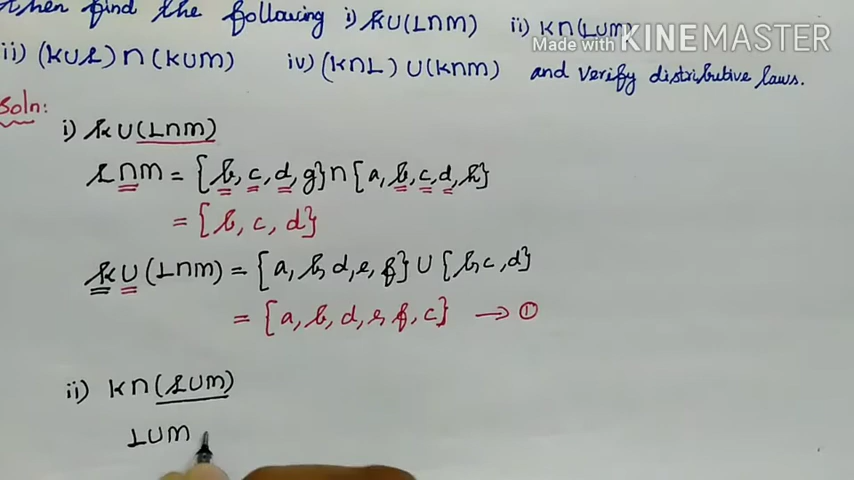 then find the following i) K∪(L∩M) ii) K∩(L∪M)
Made with KINEMASTER
ii) (K∪L)∩(K∪M) iv) (K∩L)∪(K∩M) and verify distributive laws.
Soln:
i) K∪(L∩M)
L∩M = {b, c, d, g}∩{a, b, c, d, h}
= {b, c, d}
K∪(L∩M) = {a, b, d, e, f}∪{b, c, d}
= {a, b, d, e, f, c} → ①
ii) K∩(L∪M)
L∪M